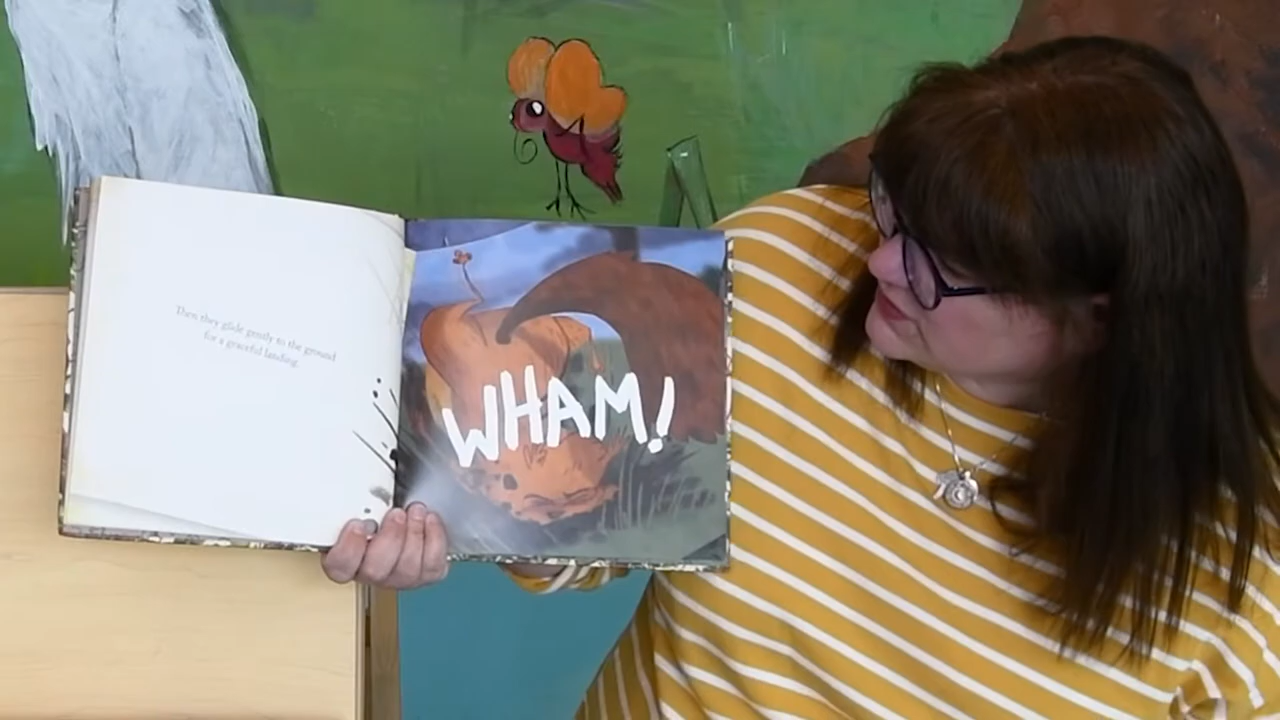 Then they glide gently to the ground
for a graceful landing.
WHAM!